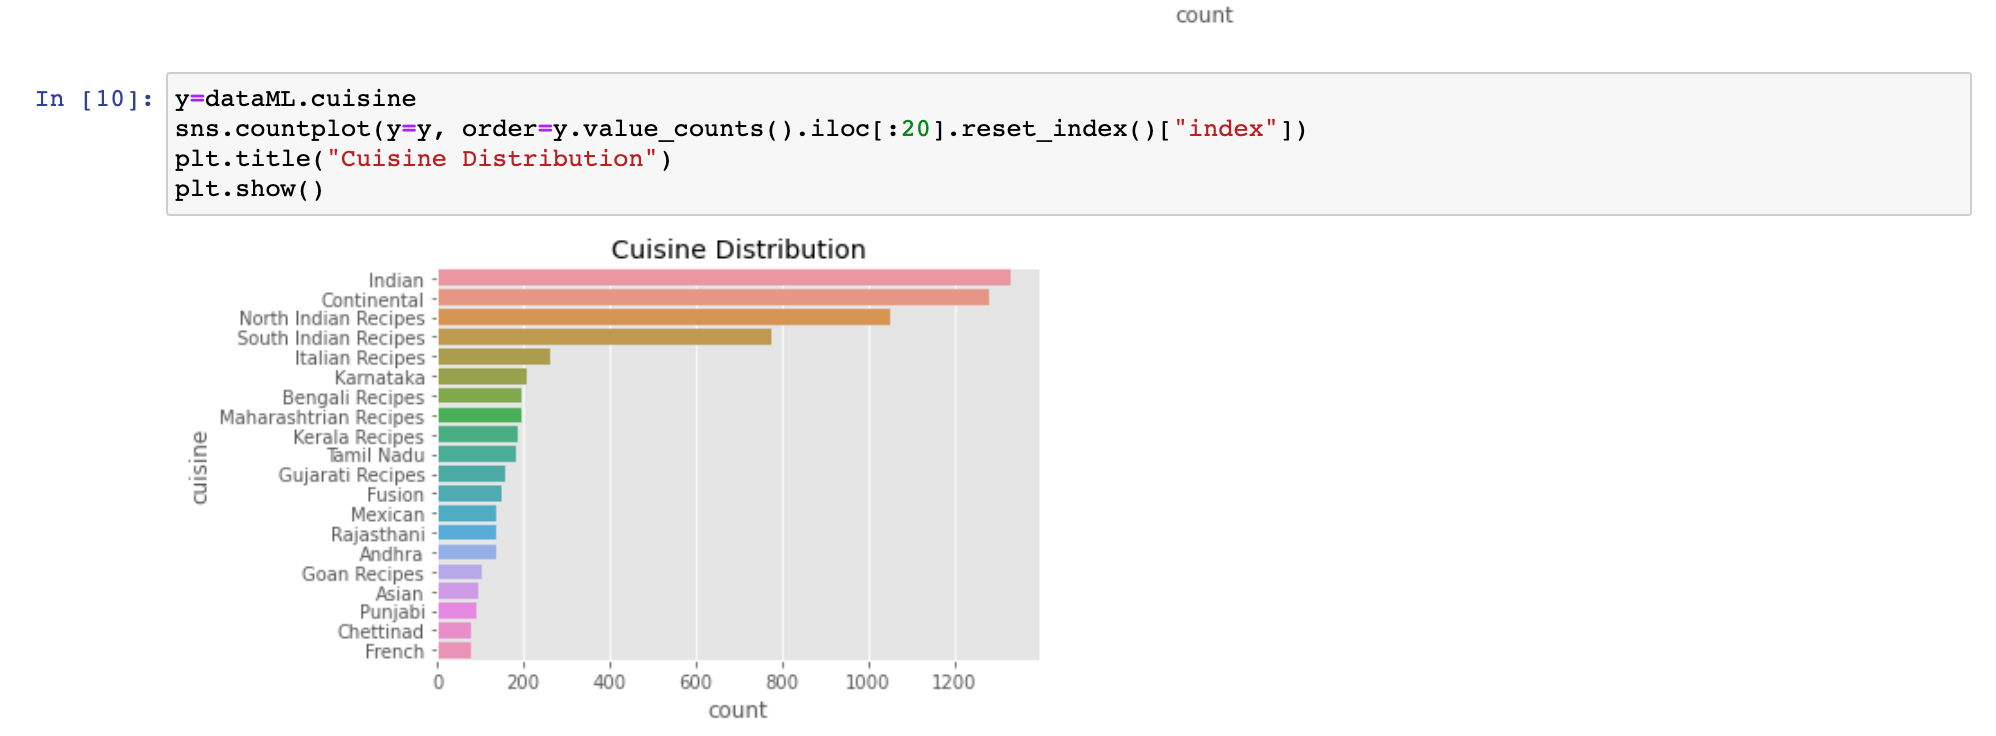 count
In [10]:
y=dataML.cuisine
sns.countplot(y=y, order=y.value_counts().iloc[:20].reset_index()["index"])
plt.title("Cuisine Distribution")
plt.show()
Cuisine Distribution
cuisine
Indian
Continental
North Indian Recipes
South Indian Recipes
Italian Recipes
Karnataka
Bengali Recipes
Maharashtrian Recipes
Kerala Recipes
Tamil Nadu
Gujarati Recipes
Fusion
Mexican
Rajasthani
Andhra
Goan Recipes
Asian
Punjabi
Chettinad
French
0 200 400 600 800 1000 1200
count